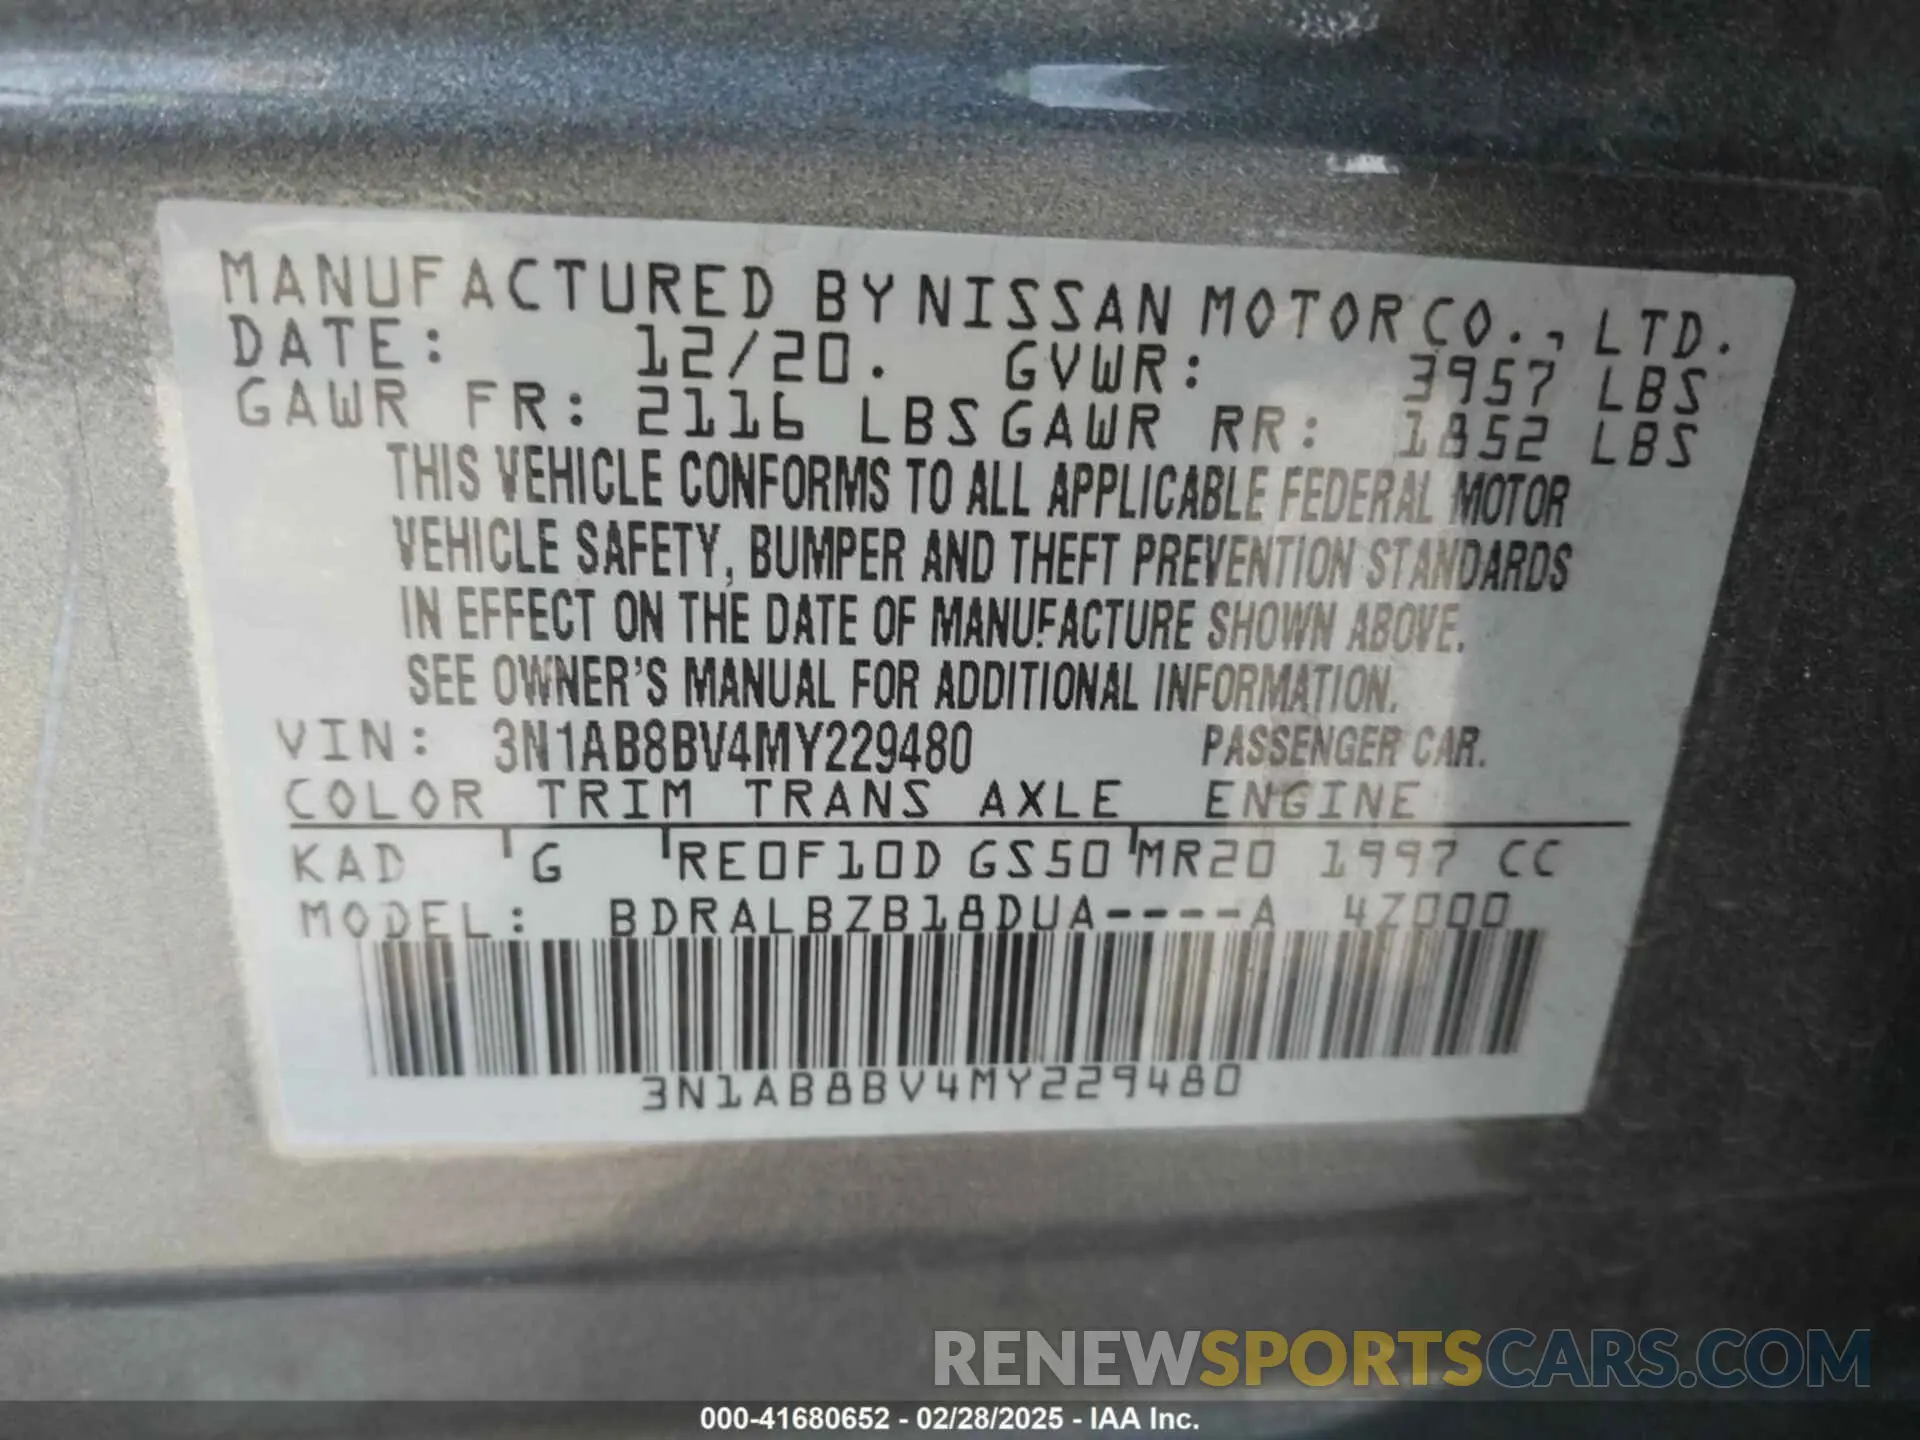 MANUFACTURED BY NISSAN MOTOR CO., LTD.
DATE: 12/20. GVWR: 3957 LBS
GAWR FR: 2116 LBS GAWR RR: 1852 LBS
THIS VEHICLE CONFORMS TO ALL APPLICABLE FEDERAL MOTOR
VEHICLE SAFETY, BUMPER AND THEFT PREVENTION STANDARDS
IN EFFECT ON THE DATE OF MANUFACTURE SHOWN ABOVE.
SEE OWNER'S MANUAL FOR ADDITIONAL INFORMATION.
VIN: 3N1AB8BV4MY229480 PASSENGER CAR.
COLOR TRIM TRANS AXLE ENGINE
KAD G RE0F10D GS50 MR20 1997 CC
MODEL: BDRALBZB18DUA----A 4Z000
3N1AB8BV4MY229480
RENEWSPORTSCARS.COM
000-41680652 - 02/28/2025 - IAA Inc.